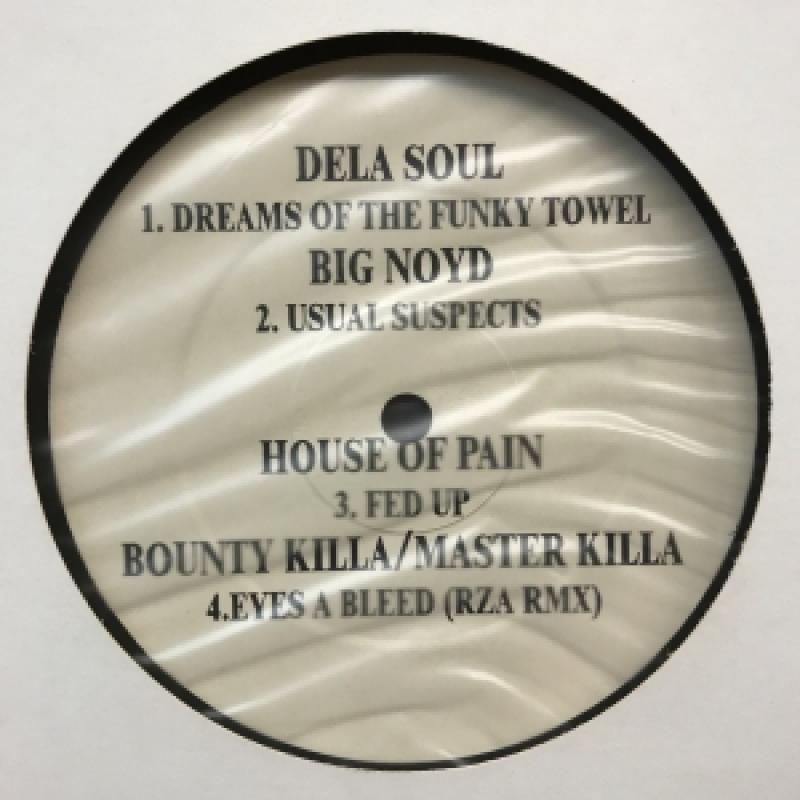 DELA SOUL
1. DREAMS OF THE FUNKY TOWEL
BIG NOYD
2. USUAL SUSPECTS
HOUSE OF PAIN
3. FED UP
BOUNTY KILLA/MASTER KILLA
4.EYES A BLEED (RZA RMX)